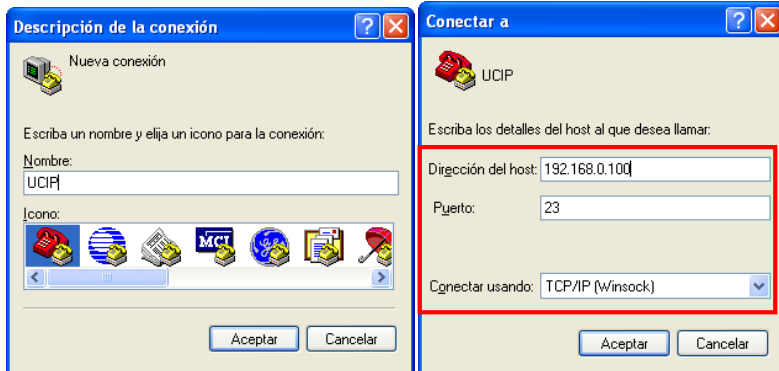 Descripción de la conexión
Nueva conexión
Escriba un nombre y elija un icono para la conexión:
Nombre:
UCIP
Icono:
MCI
Aceptar
Cancelar
Conectar a
UCIP
Escriba los detalles del host al que desea llamar:
Dirección del host: 192.168.0.100
Puerto: 23
Conectar usando: TCP/IP (Winsock)
Aceptar
Cancelar